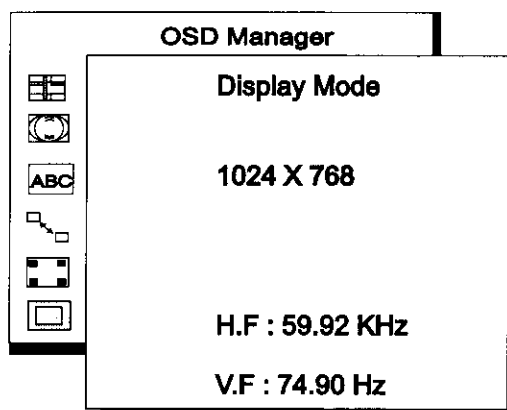 OSD Manager
Display Mode
ABC
1024 X 768
H.F : 59.92 KHz
V.F : 74.90 Hz